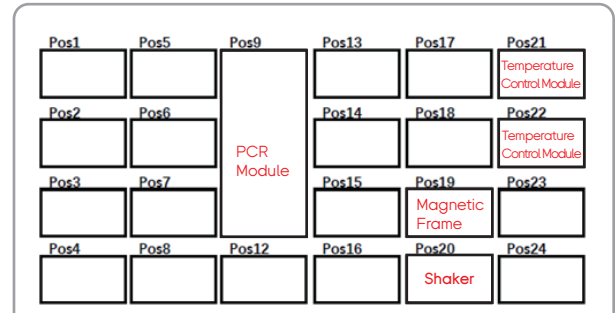 Pos1 Pos5 Pos9 Pos13 Pos17 Pos21
Temperature
Control Module
Pos2 Pos6 Pos14 Pos18 Pos22
Temperature
Control Module
PCR
Module
Pos3 Pos7 Pos15 Pos19 Pos23
Magnetic
Frame
Pos4 Pos8 Pos12 Pos16 Pos20 Pos24
Shaker